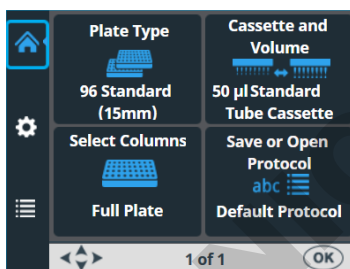 Plate Type
96 Standard
(15mm)
Cassette and
Volume
50 µl Standard
Tube Cassette
Select Columns
Full Plate
Save or Open
Protocol
abc
Default Protocol
1 of 1
OK